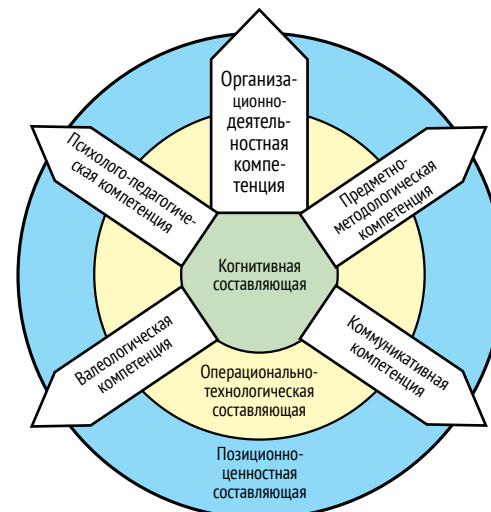 Организа-
ционно-
деятель-
ностная
компе-
тенция
Психолого-педагогиче-
ская компетенция
Предметно-
методологическая
компетенция
Когнитивная
составляющая
Валеологическая
компетенция
Коммуникативная
компетенция
Операционально-
технологическая
составляющая
Позиционно-
ценностная
составляющая